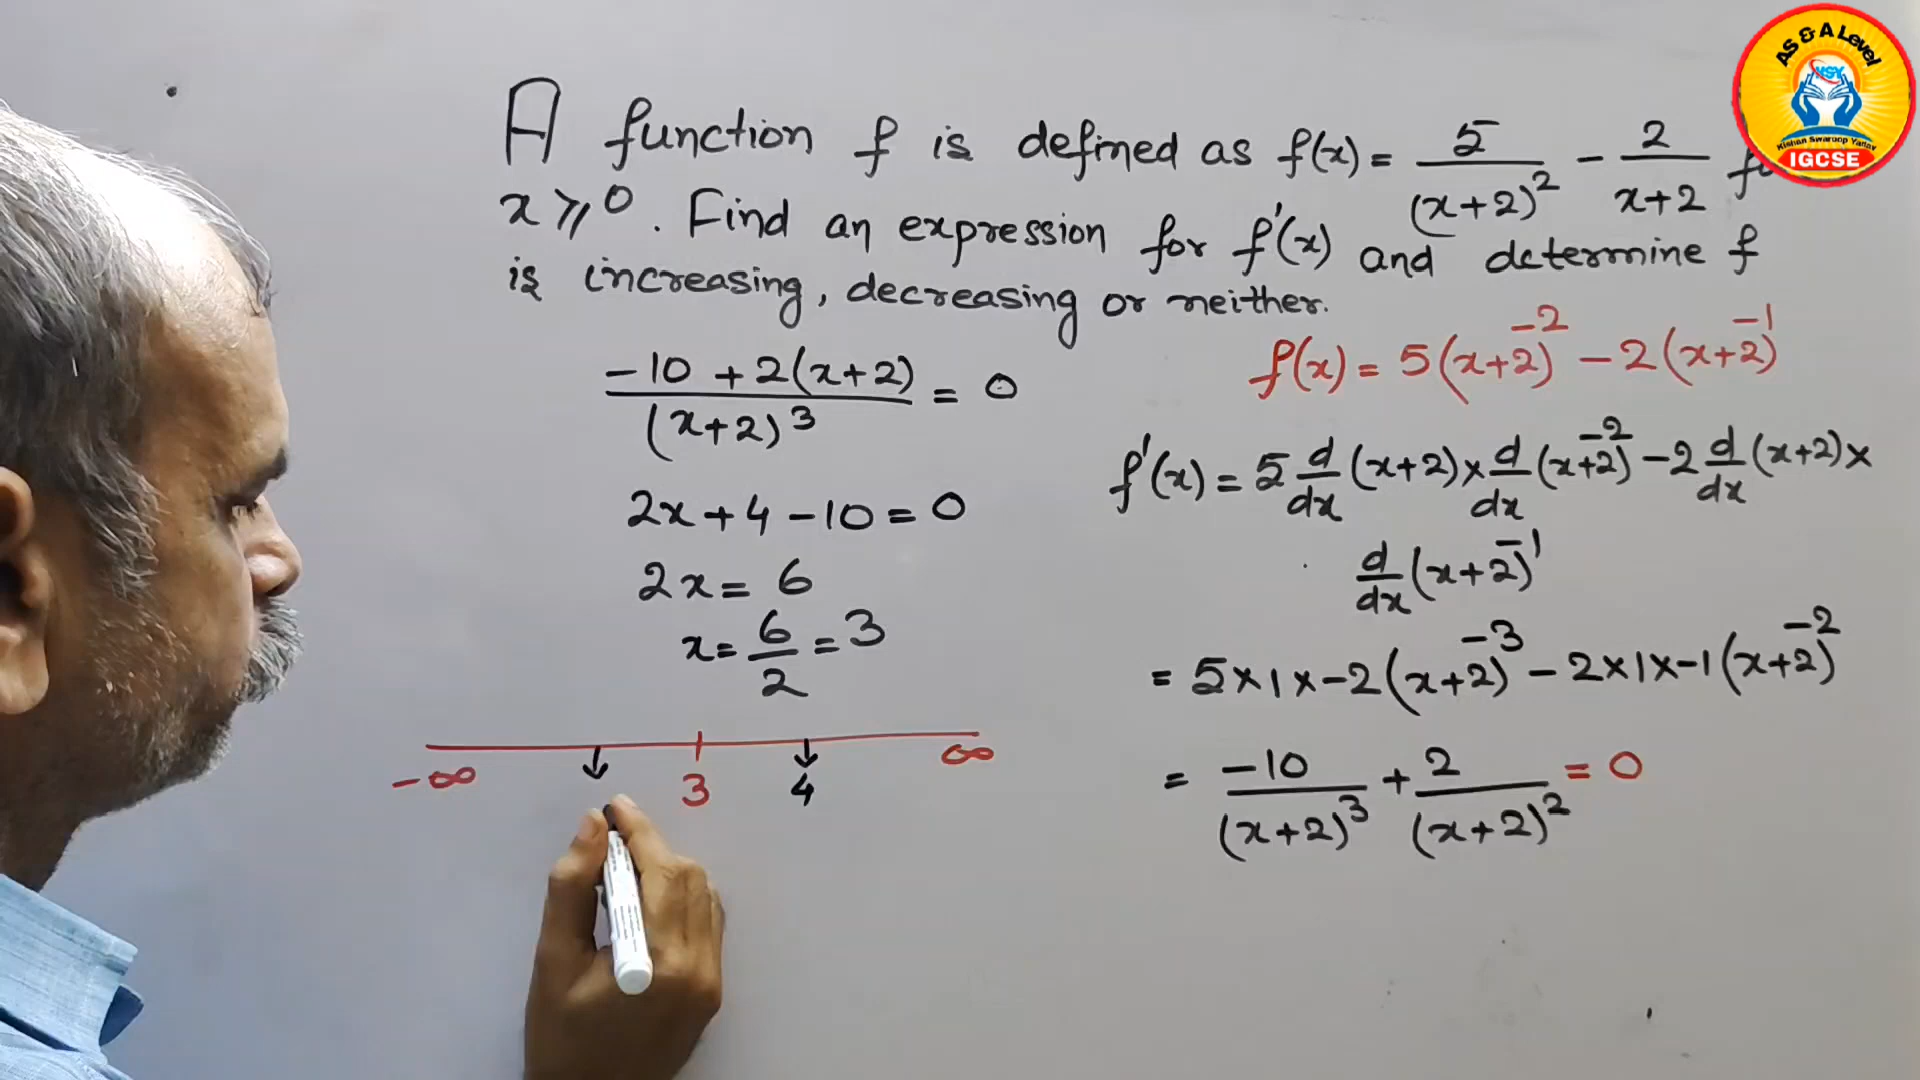 A function f is defined as f(x) = 5/(x+2)² − 2/(x+2)
x ⩾ 0. Find an expression for f'(x) and determine f
is increasing, decreasing or neither.
(−10 + 2(x+2))/(x+2)³ = 0
2x + 4 − 10 = 0
2x = 6
x = 6/2 = 3
−∞ 3 4 ∞
f(x) = 5(x+2)⁻² − 2(x+2)⁻¹
f'(x) = 5 d/dx (x+2) × d/dx (x+2)⁻² − 2 d/dx (x+2) ×
d/dx (x+2)⁻¹
= 5 × 1 × −2(x+2)⁻³ − 2 × 1 × −1(x+2)⁻²
= −10/(x+2)³ + 2/(x+2)² = 0
AS & A Level
KSY
Kishan Swaroop Yadav
IGCSE